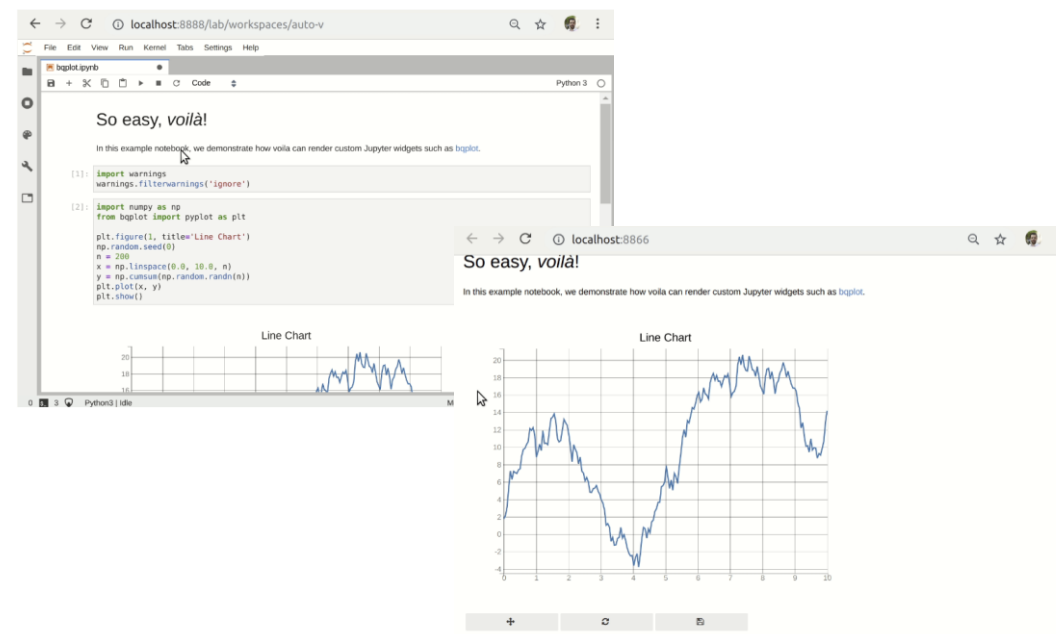 localhost:8888/lab/workspaces/auto-v
File Edit View Run Kernel Tabs Settings Help
bqplot.ipynb
Code
Python 3
So easy, voilà!
In this example notebook, we demonstrate how voila can render custom Jupyter widgets such as bqplot.
[1]: import warnings
warnings.filterwarnings('ignore')
[2]: import numpy as np
from bqplot import pyplot as plt
plt.figure(1, title='Line Chart')
np.random.seed(0)
n = 200
x = np.linspace(0.0, 10.0, n)
y = np.cumsum(np.random.randn(n))
plt.plot(x, y)
plt.show()
Line Chart
20
18
16
0 3 Python3 | Idle M
localhost:8866
So easy, voilà!
In this example notebook, we demonstrate how voila can render custom Jupyter widgets such as bqplot.
Line Chart
20
18
16
14
12
10
8
6
4
2
0
-2
-4
0 1 2 3 4 5 6 7 8 9 10